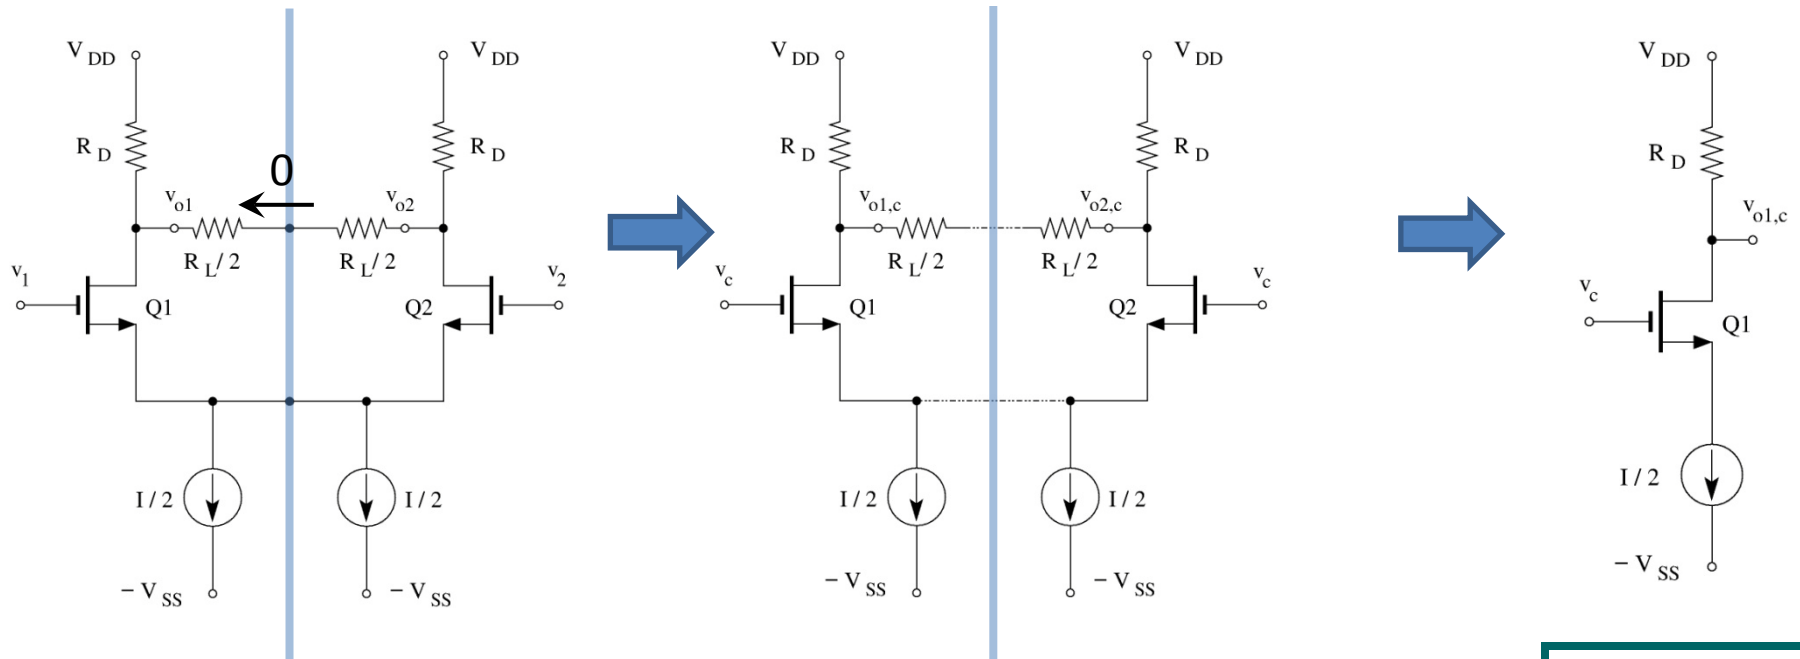 V DD
V DD
R D
R D
0
v o1
v o2
R L / 2
R L / 2
v 1
v 2
Q1
Q2
I / 2
I / 2
− V SS
− V SS
V DD
V DD
R D
R D
v o1,c
v o2,c
R L / 2
R L / 2
v c
v c
Q1
Q2
I / 2
I / 2
− V SS
− V SS
V DD
R D
v o1,c
v c
Q1
I / 2
− V SS